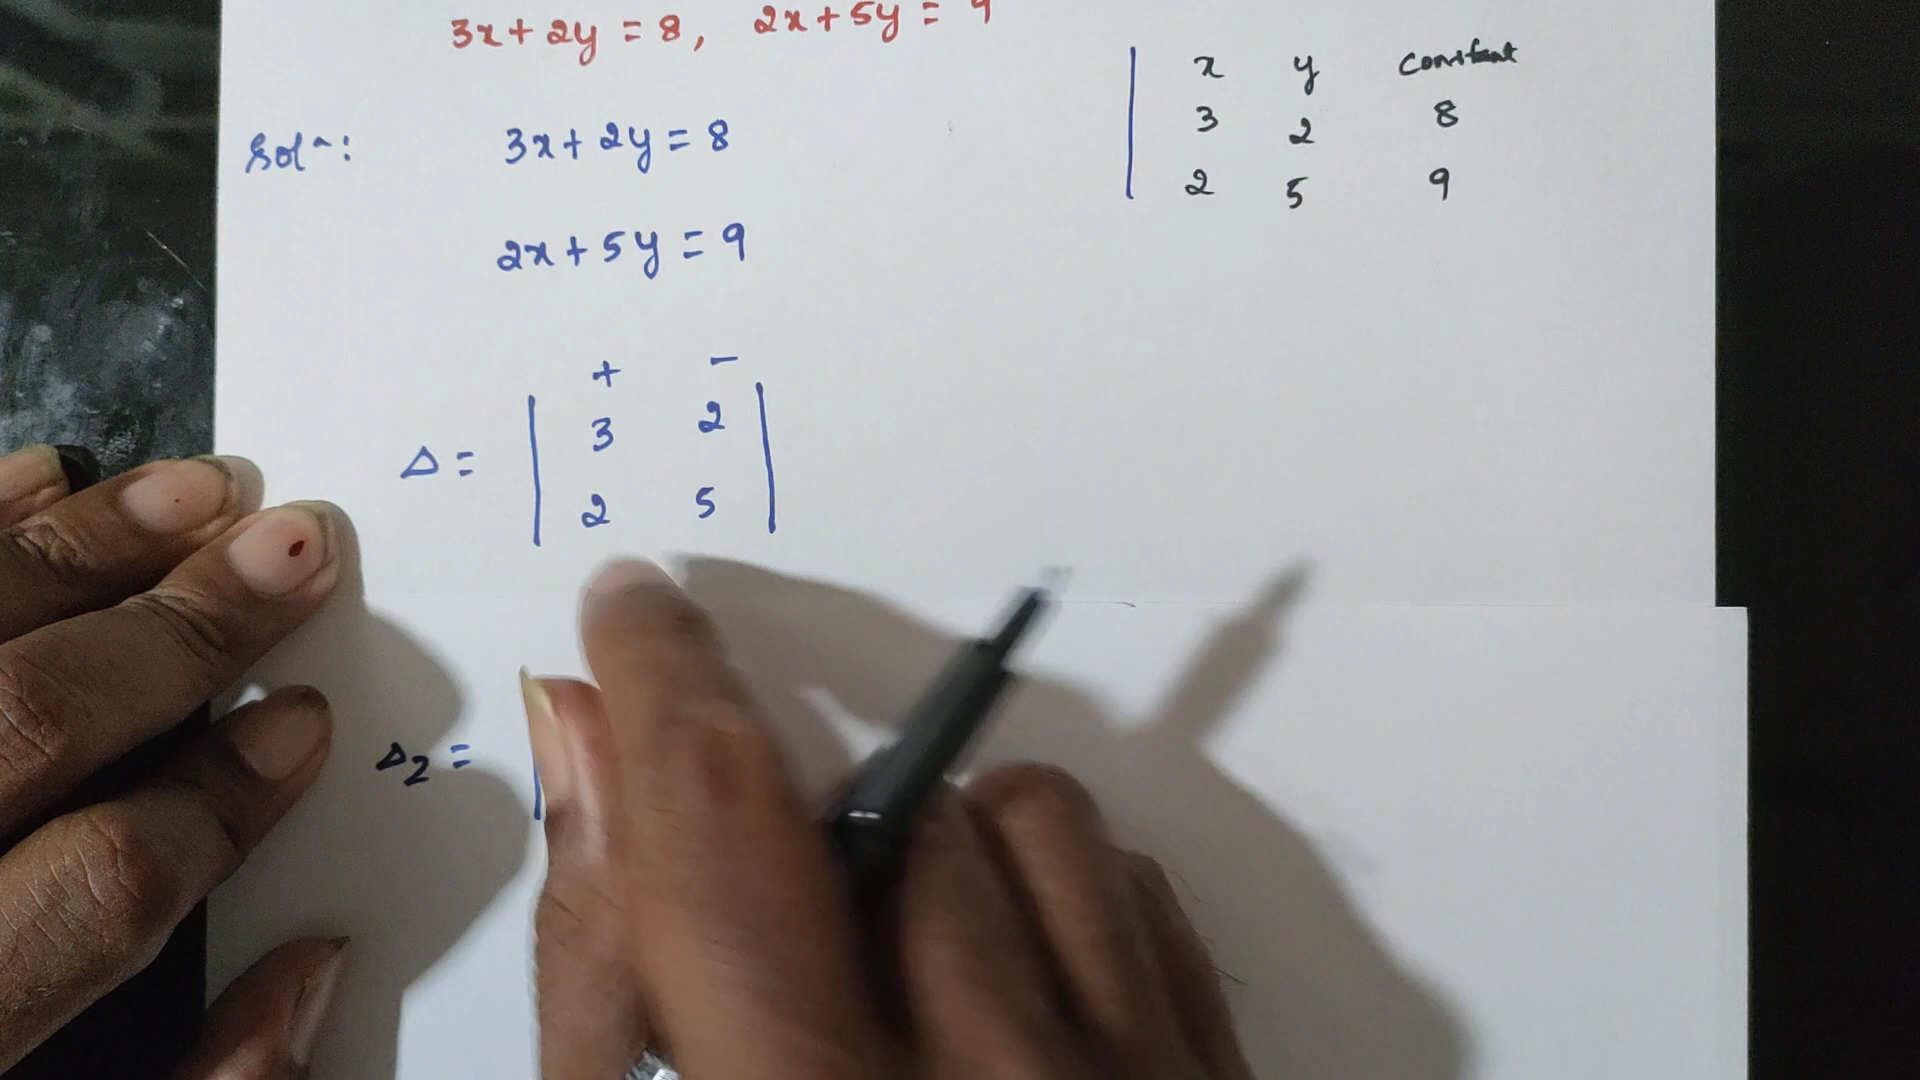 3x + 2y = 8, 2x + 5y = 9
x y constant
3 2 8
2 5 9
Solⁿ: 3x + 2y = 8
2x + 5y = 9
+ −
Δ = | 3 2 |
| 2 5 |
Δ₂ = |